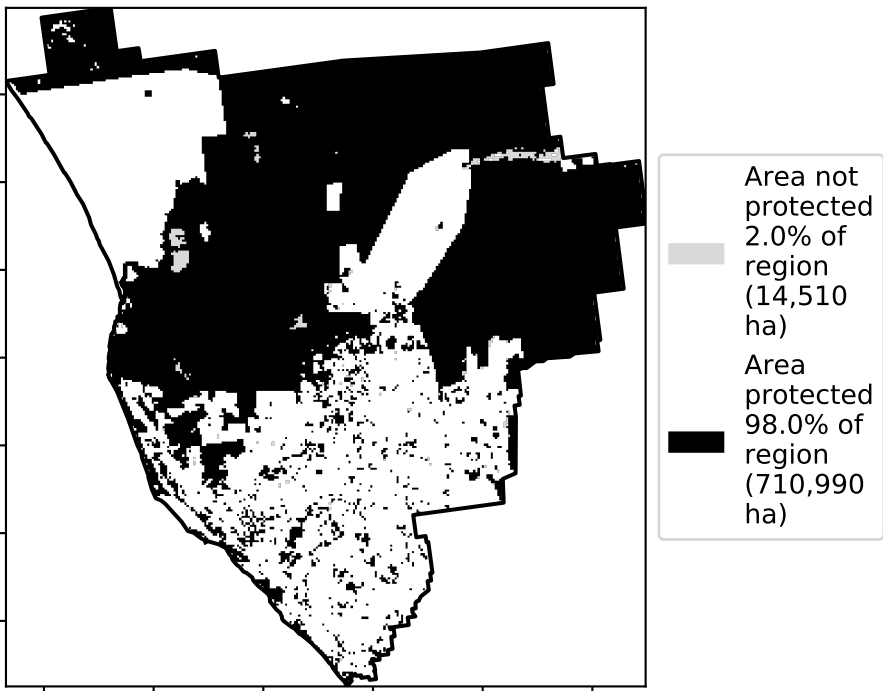 Area not
protected
2.0% of
region
(14,510
ha)
Area
protected
98.0% of
region
(710,990
ha)